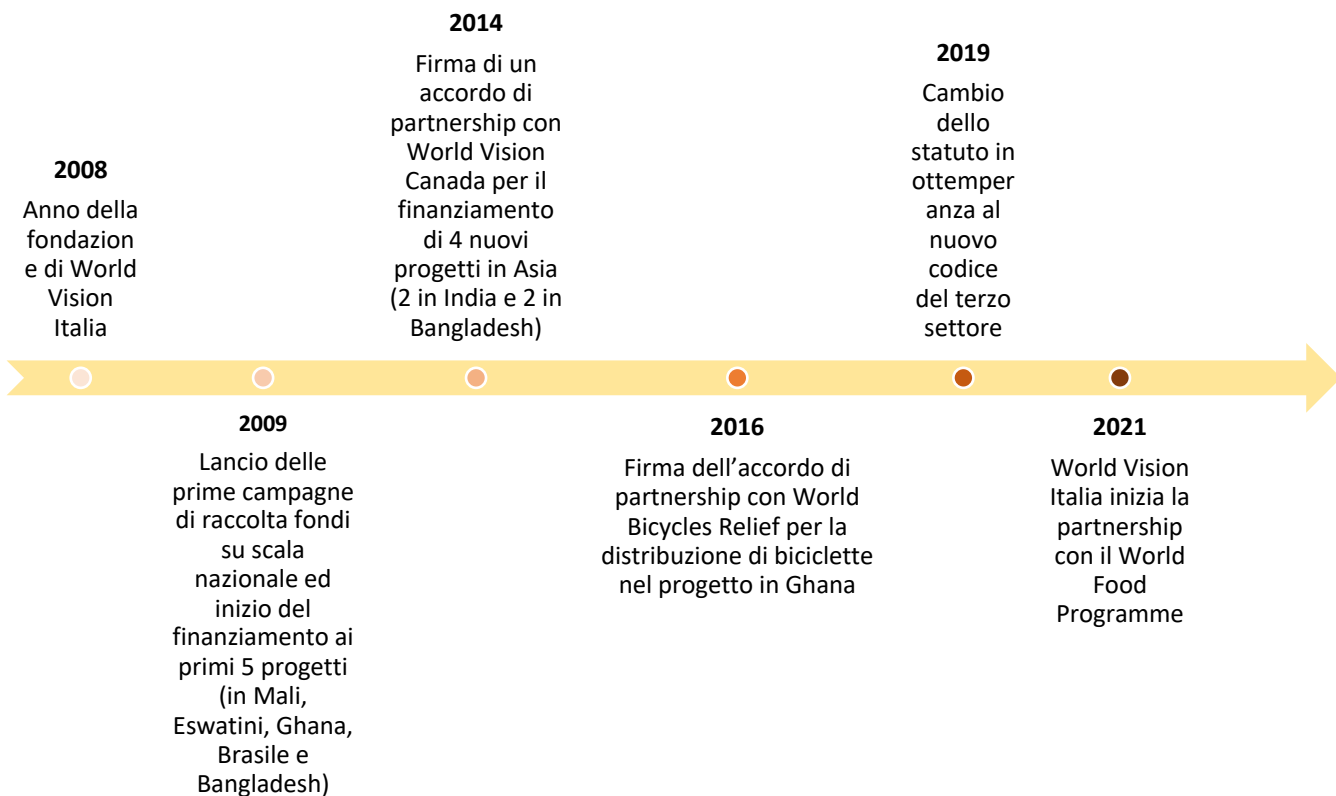 2008
Anno della
fondazion
e di World
Vision
Italia
2009
Lancio delle
prime campagne
di raccolta fondi
su scala
nazionale ed
inizio del
finanziamento ai
primi 5 progetti
(in Mali,
Eswatini, Ghana,
Brasile e
Bangladesh)
2014
Firma di un
accordo di
partnership con
World Vision
Canada per il
finanziamento
di 4 nuovi
progetti in Asia
(2 in India e 2 in
Bangladesh)
2016
Firma dell’accordo di
partnership con World
Bicycles Relief per la
distribuzione di biciclette
nel progetto in Ghana
2019
Cambio
dello
statuto in
ottemper
anza al
nuovo
codice
del terzo
settore
2021
World Vision
Italia inizia la
partnership
con il World
Food
Programme